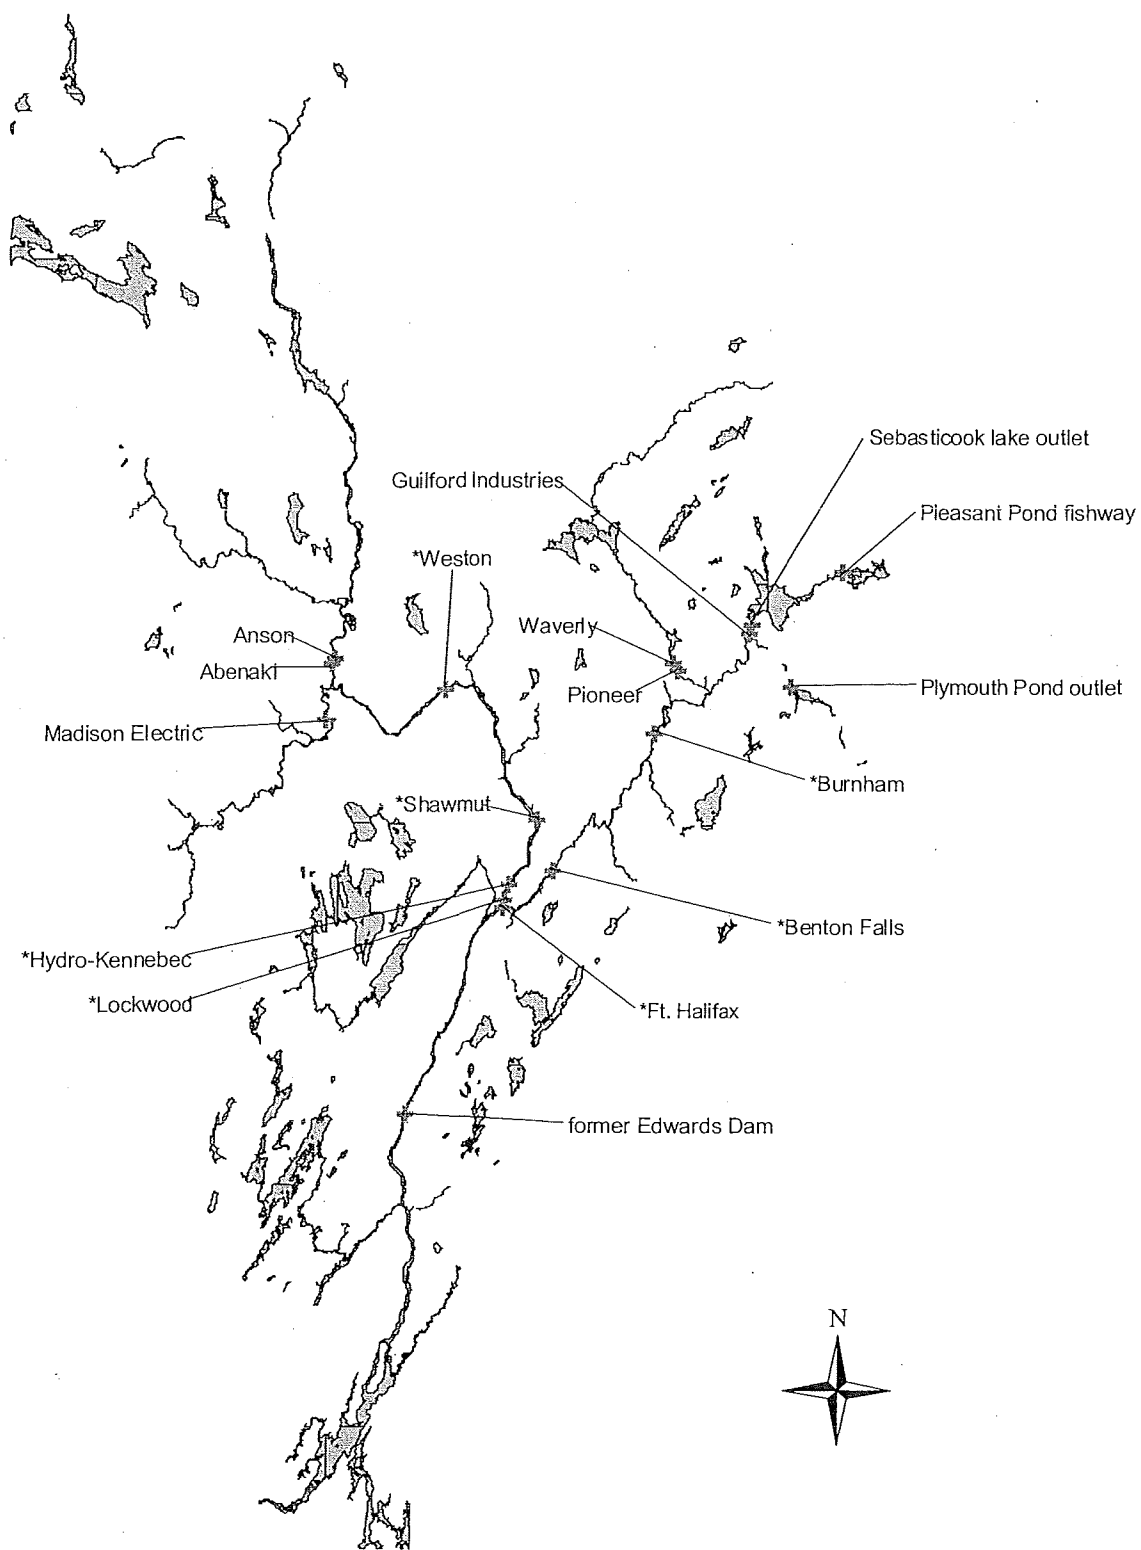 Sebasticook lake outlet
Guilford Industries
Pleasant Pond fishway
*Weston
Waverly
Anson
Abenaki
Pioneer
Plymouth Pond outlet
Madison Electric
*Burnham
*Shawmut
*Benton Falls
*Hydro-Kennebec
*Lockwood
*Ft. Halifax
former Edwards Dam
N